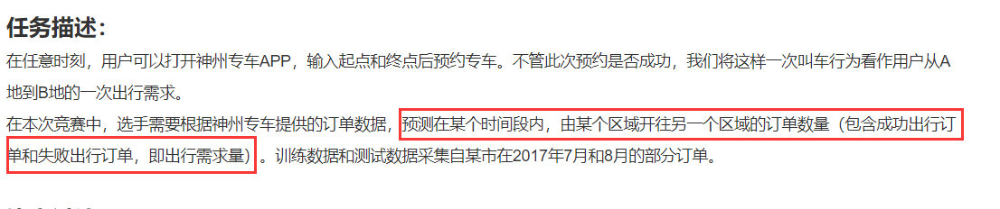 任务描述：
在任意时刻，用户可以打开神州专车APP，输入起点和终点后预约专车。不管此次预约是否成功，我们将这样一次叫车行为看作用户从A
地到B地的一次出行需求。
在本次竞赛中，选手需要根据神州专车提供的订单数据，预测在某个时间段内，由某个区域开往另一个区域的订单数量（包含成功出行订
单和失败出行订单，即出行需求量）。训练数据和测试数据采集自某市在2017年7月和8月的部分订单。